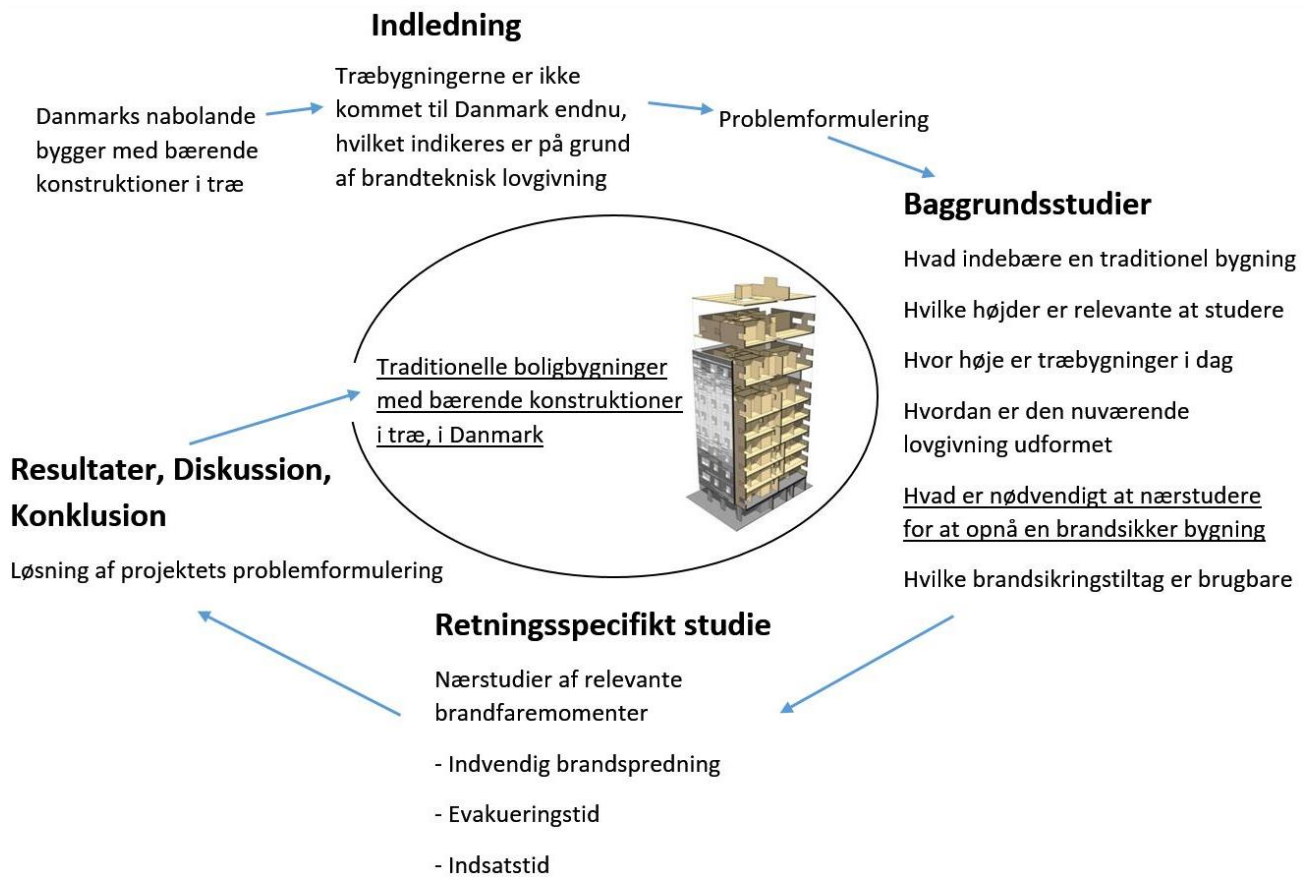 Indledning
Danmarks nabolande
bygger med bærende
konstruktioner i træ
Træbygningerne er ikke
kommet til Danmark endnu,
hvilket indikeres er på grund
af brandteknisk lovgivning
Problemformulering
Baggrundsstudier
Hvad indebære en traditionel bygning
Hvilke højder er relevante at studere
Hvor høje er træbygninger i dag
Hvordan er den nuværende
lovgivning udformet
Hvad er nødvendigt at nærstudere
for at opnå en brandsikker bygning
Hvilke brandsikringstiltag er brugbare
Retningsspecifikt studie
Nærstudier af relevante
brandfaremomenter
- Indvendig brandspredning
- Evakueringstid
- Indsatstid
Resultater, Diskussion,
Konklusion
Løsning af projektets problemformulering
Traditionelle boligbygninger
med bærende konstruktioner
i træ, i Danmark